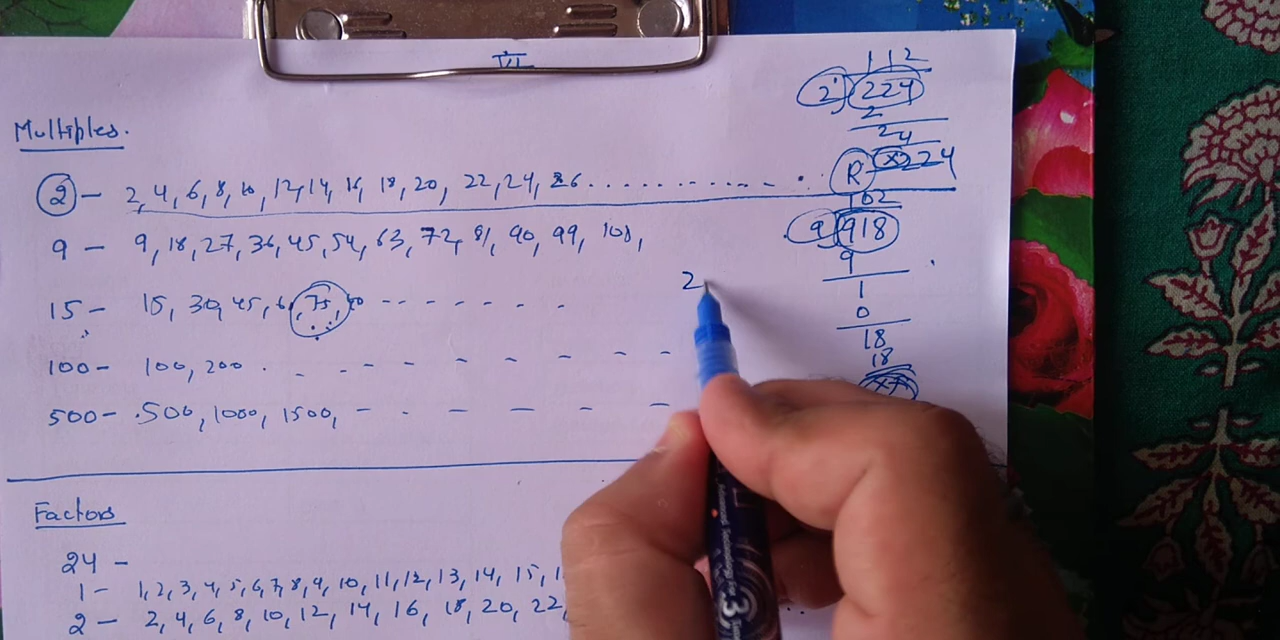 VI
Multiples.
2 - 2, 4, 6, 8, 10, 12, 14, 16, 18, 20, 22, 24, 26..........
9 - 9, 18, 27, 36, 45, 54, 63, 72, 81, 90, 99, 108,
15 - 15, 30, 45, 6, 75, 90 - - - - - - -
100 - 100, 200 . - - - - - - -
500 - .500, 1000, 1500, - . - - - -
2
112
2) 224
2
24
R 224
102
9) 918
9
1
0
18
18
Factors
24 -
1 - 1, 2, 3, 4, 5, 6, 7, 8, 9, 10, 11, 12, 13, 14, 15, 1
2 - 2, 4, 6, 8, 10, 12, 14, 16, 18, 20, 22,
3